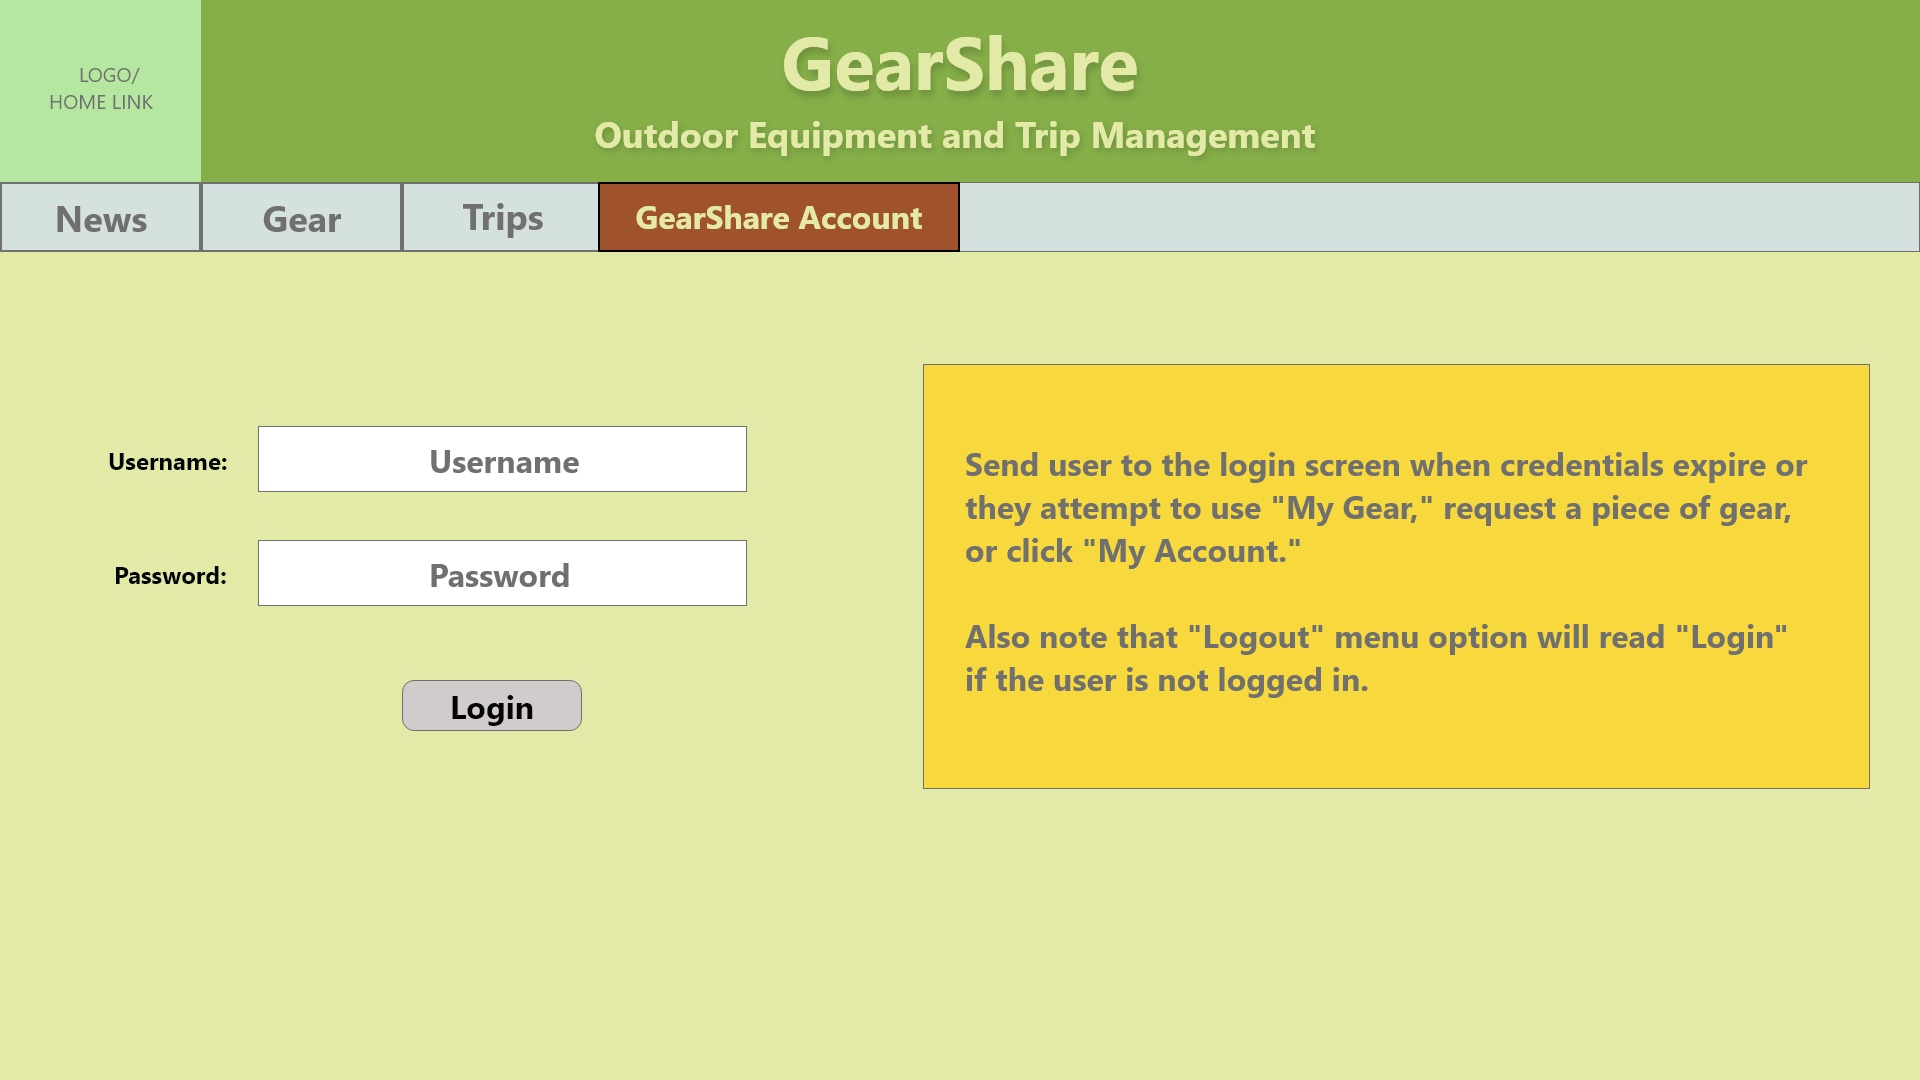 LOGO/
HOME LINK
GearShare
Outdoor Equipment and Trip Management
News
Gear
Trips
GearShare Account
Username:
Username
Password:
Password
Login
Send user to the login screen when credentials expire or
they attempt to use "My Gear," request a piece of gear,
or click "My Account."
Also note that "Logout" menu option will read "Login"
if the user is not logged in.